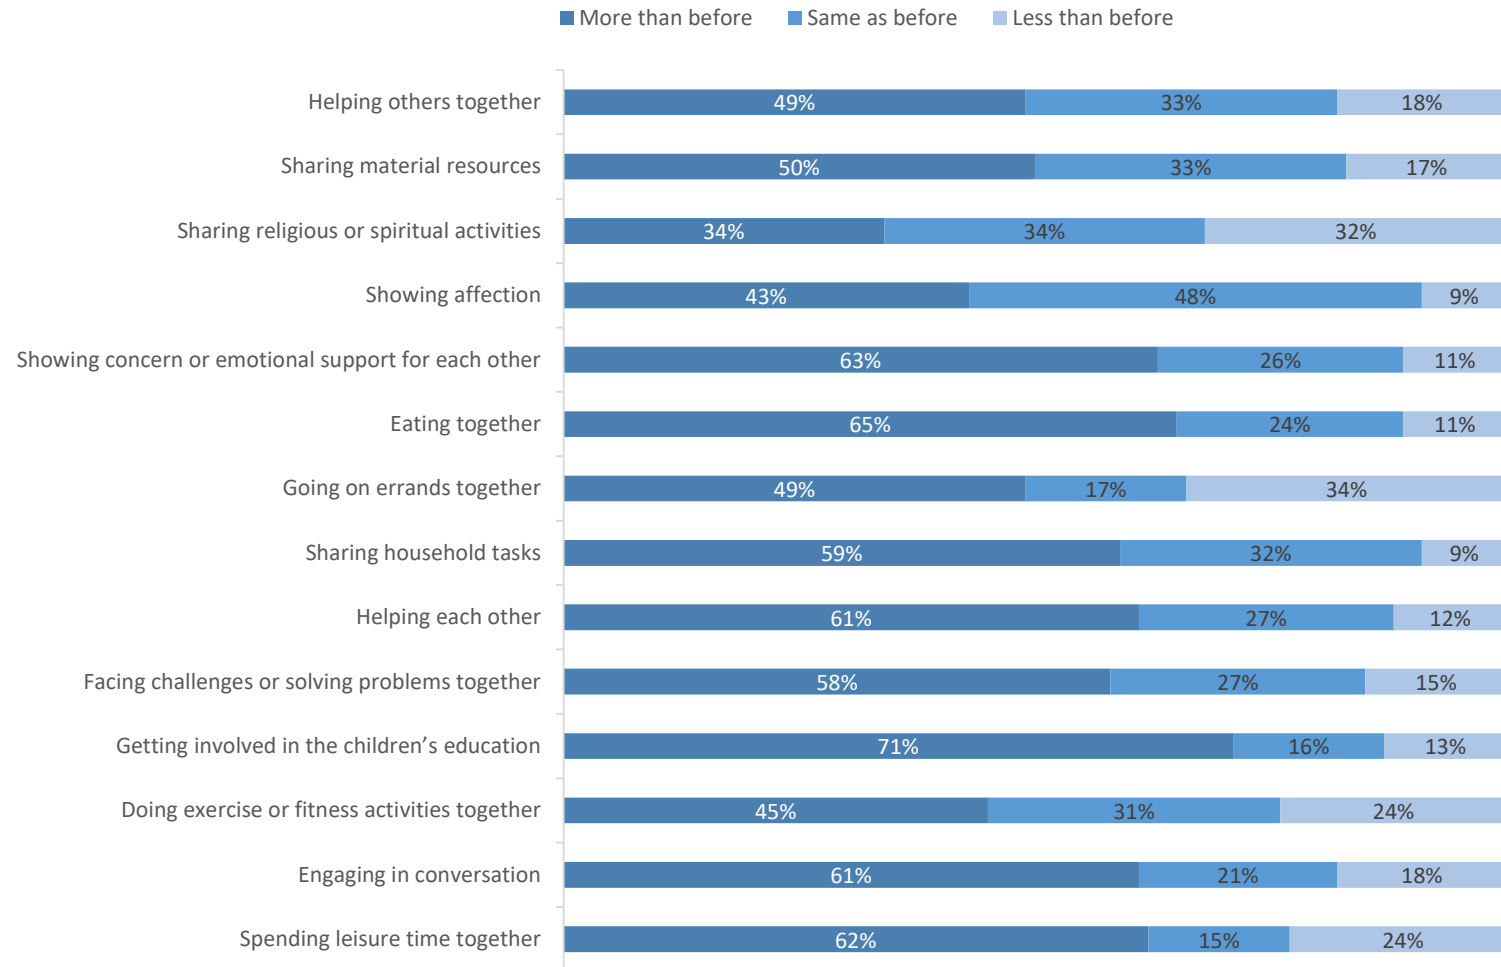 More than before Same as before Less than before
Helping others together 49% 33% 18%
Sharing material resources 50% 33% 17%
Sharing religious or spiritual activities 34% 34% 32%
Showing affection 43% 48% 9%
Showing concern or emotional support for each other 63% 26% 11%
Eating together 65% 24% 11%
Going on errands together 49% 17% 34%
Sharing household tasks 59% 32% 9%
Helping each other 61% 27% 12%
Facing challenges or solving problems together 58% 27% 15%
Getting involved in the children’s education 71% 16% 13%
Doing exercise or fitness activities together 45% 31% 24%
Engaging in conversation 61% 21% 18%
Spending leisure time together 62% 15% 24%